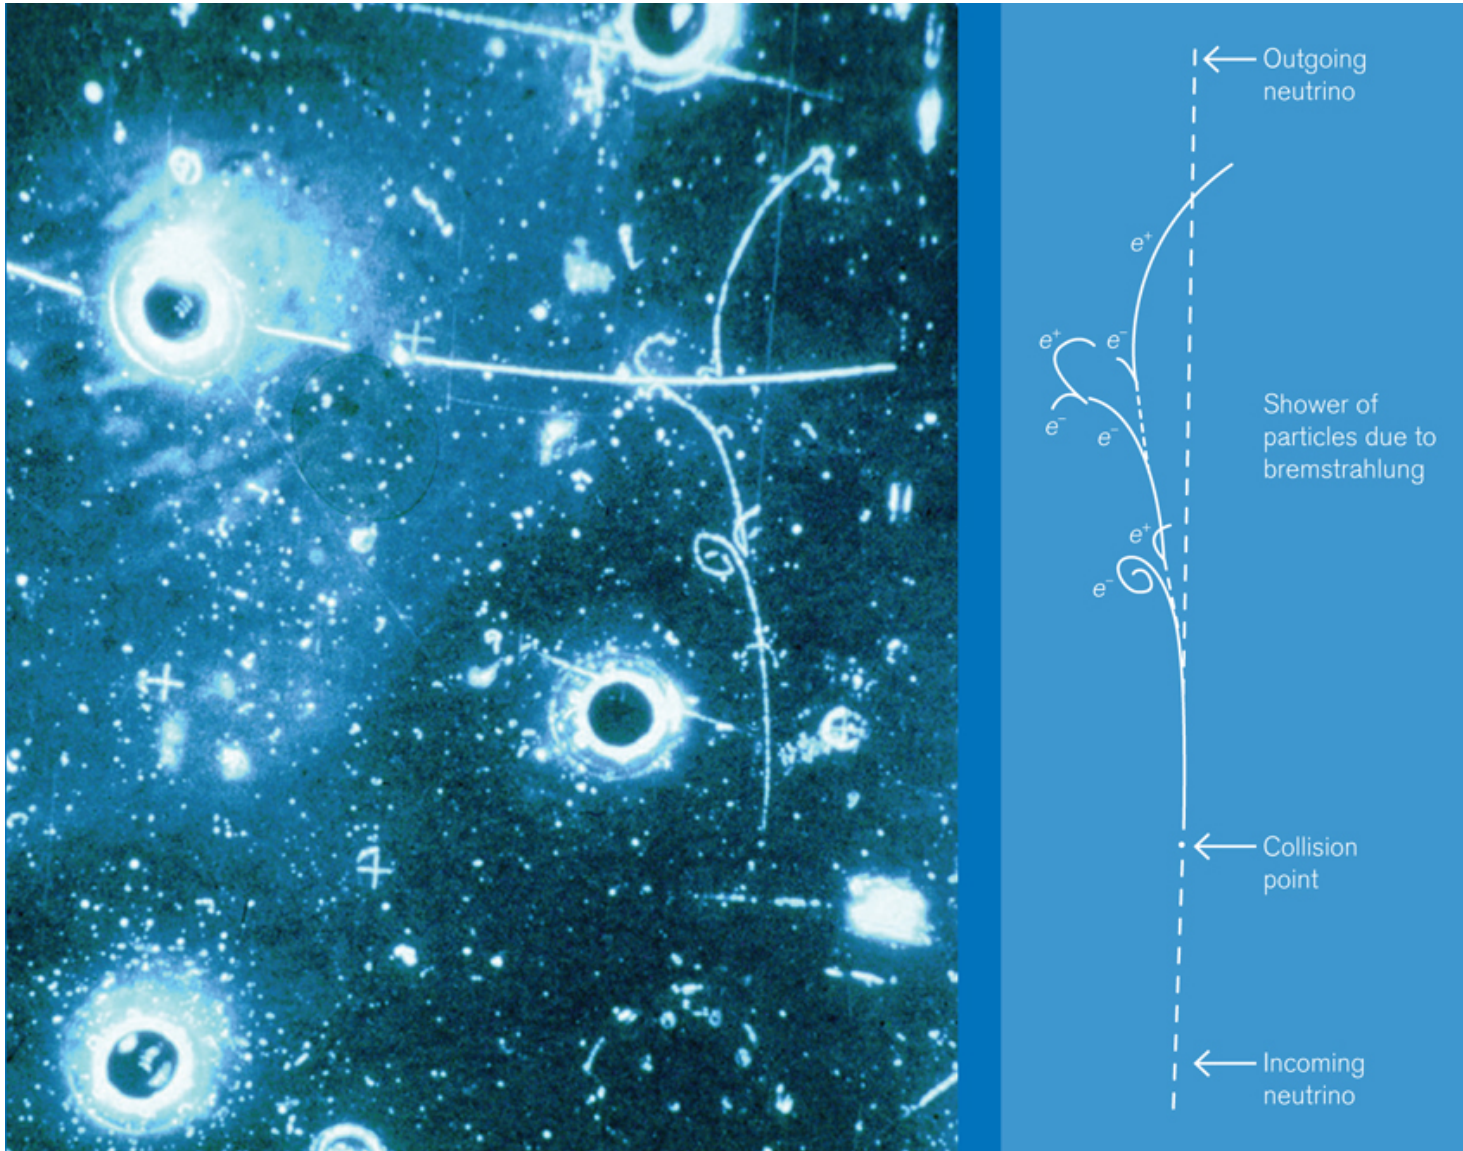 Outgoing
neutrino
e⁺
e⁺
e⁻
Shower of
particles due to
bremstrahlung
e⁻
e⁻
e⁺
e⁻
Collision
point
Incoming
neutrino